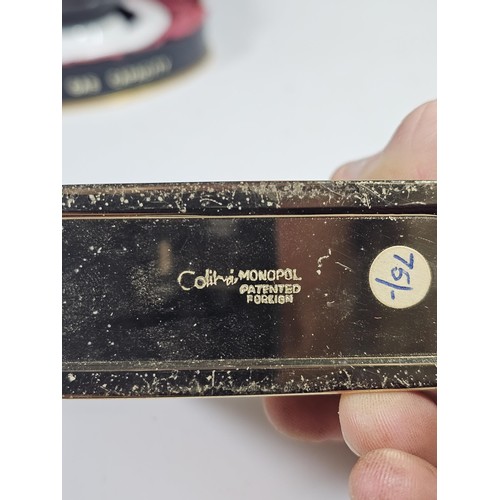 Colibri MONOPOL
PATENTED
FOREIGN
75/-